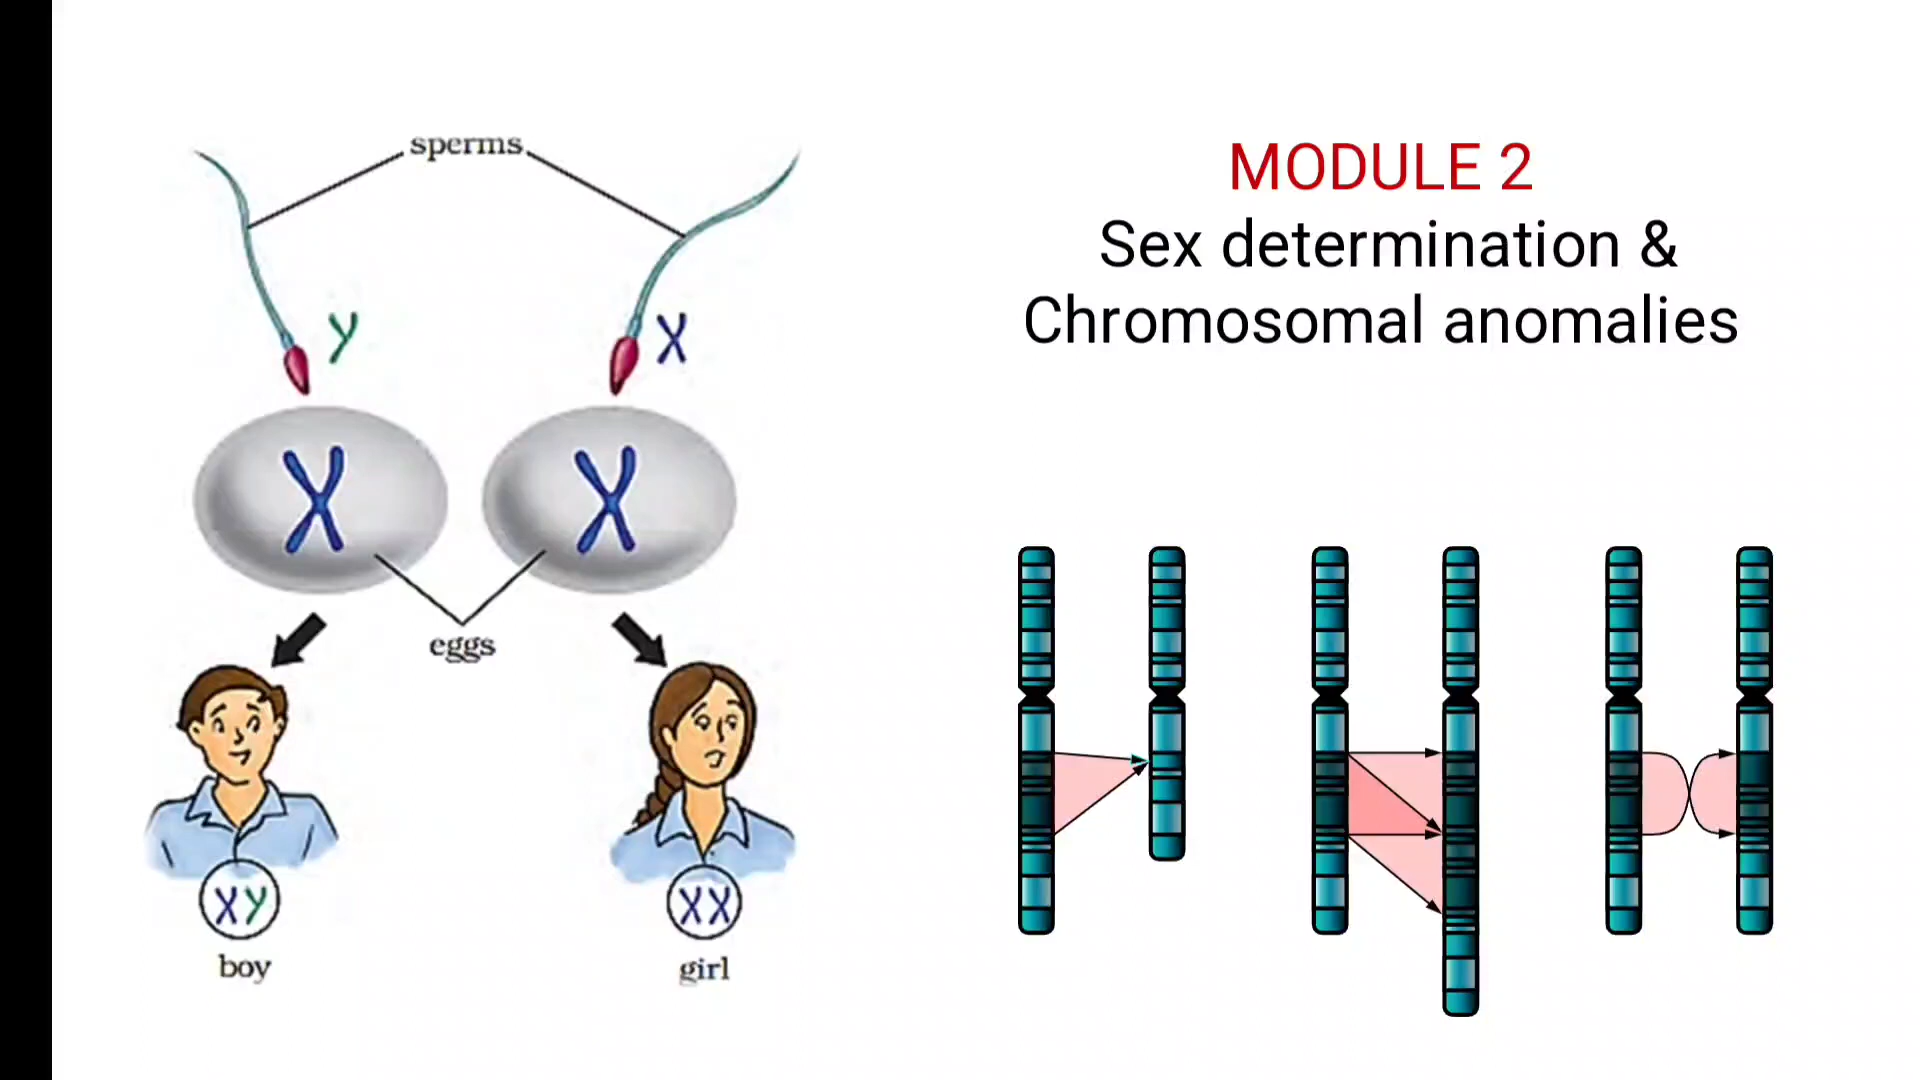 sperms
Y
X
X
X
eggs
XY
XX
boy
girl
MODULE 2
Sex determination &
Chromosomal anomalies